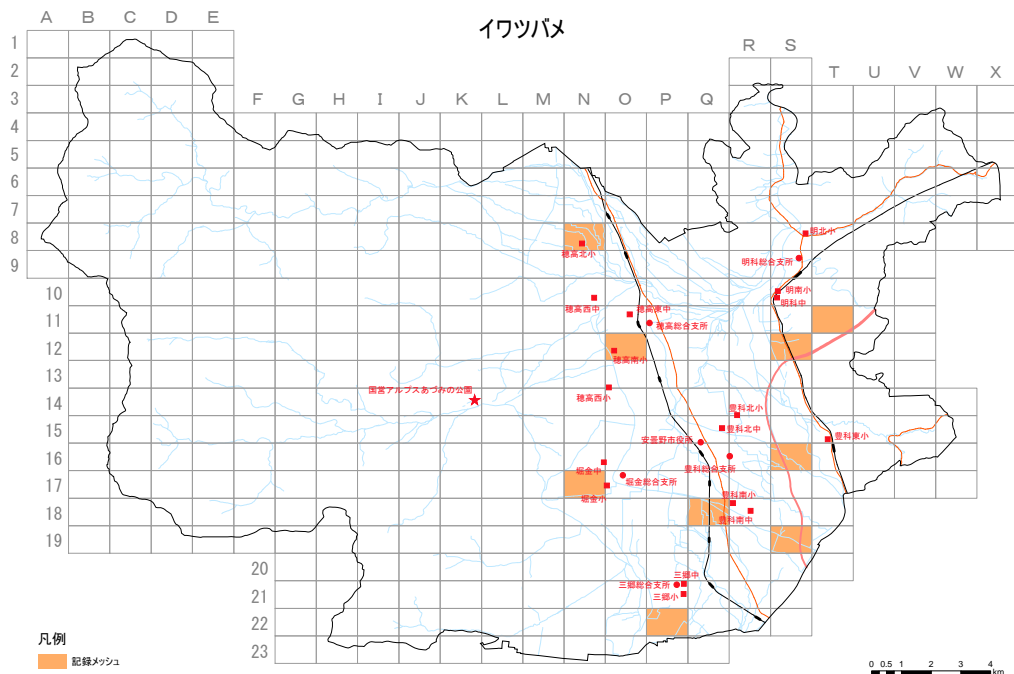 イワツバメ
A B C D E
R S
T U V W X
F G H I J K L M N O P Q
1
2
3
4
5
6
7
8
9
10
11
12
13
14
15
16
17
18
19
20
21
22
23
明北小
穂高北小
明科総合支所
明南小
明科中
穂高西中
穂高東中
穂高総合支所
穂高南小
国営アルプスあづみの公園
穂高西小
豊科北小
豊科北中
豊科東小
安曇野市役所
豊科総合支所
堀金中
堀金総合支所
堀金小
豊科南小
豊科南中
三郷中
三郷総合支所
三郷小
凡例
記録メッシュ
0 0.5 1 2 3 4
km